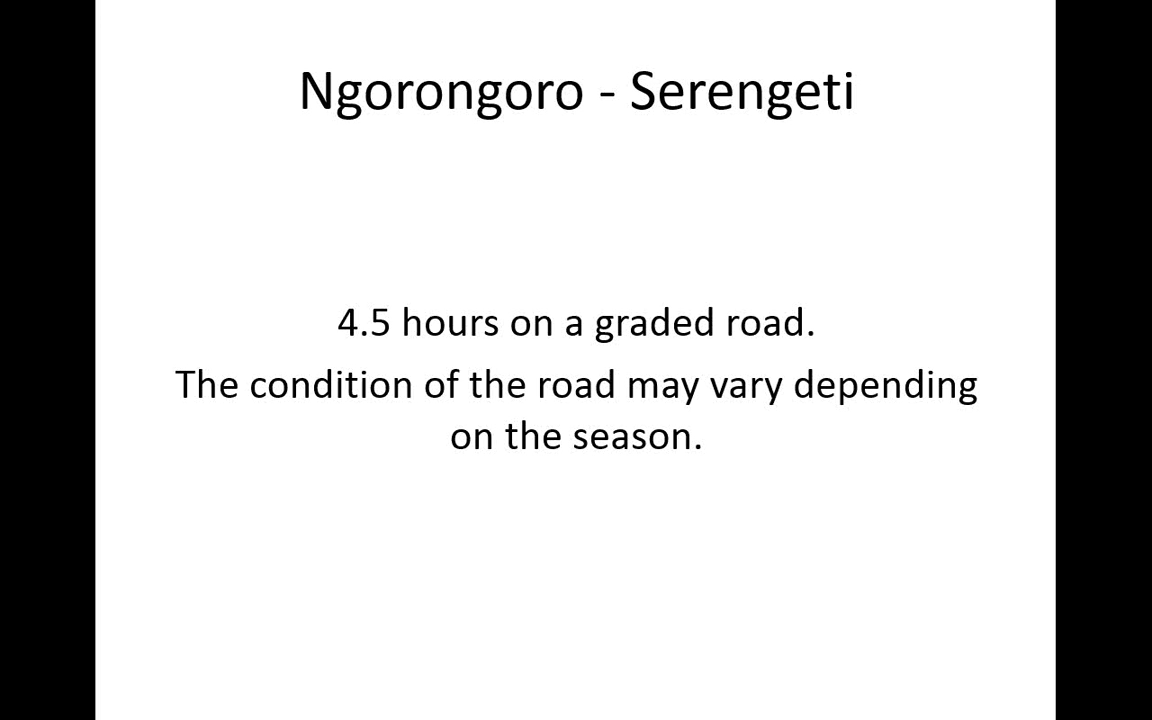 Ngorongoro - Serengeti
4.5 hours on a graded road.
The condition of the road may vary depending
on the season.